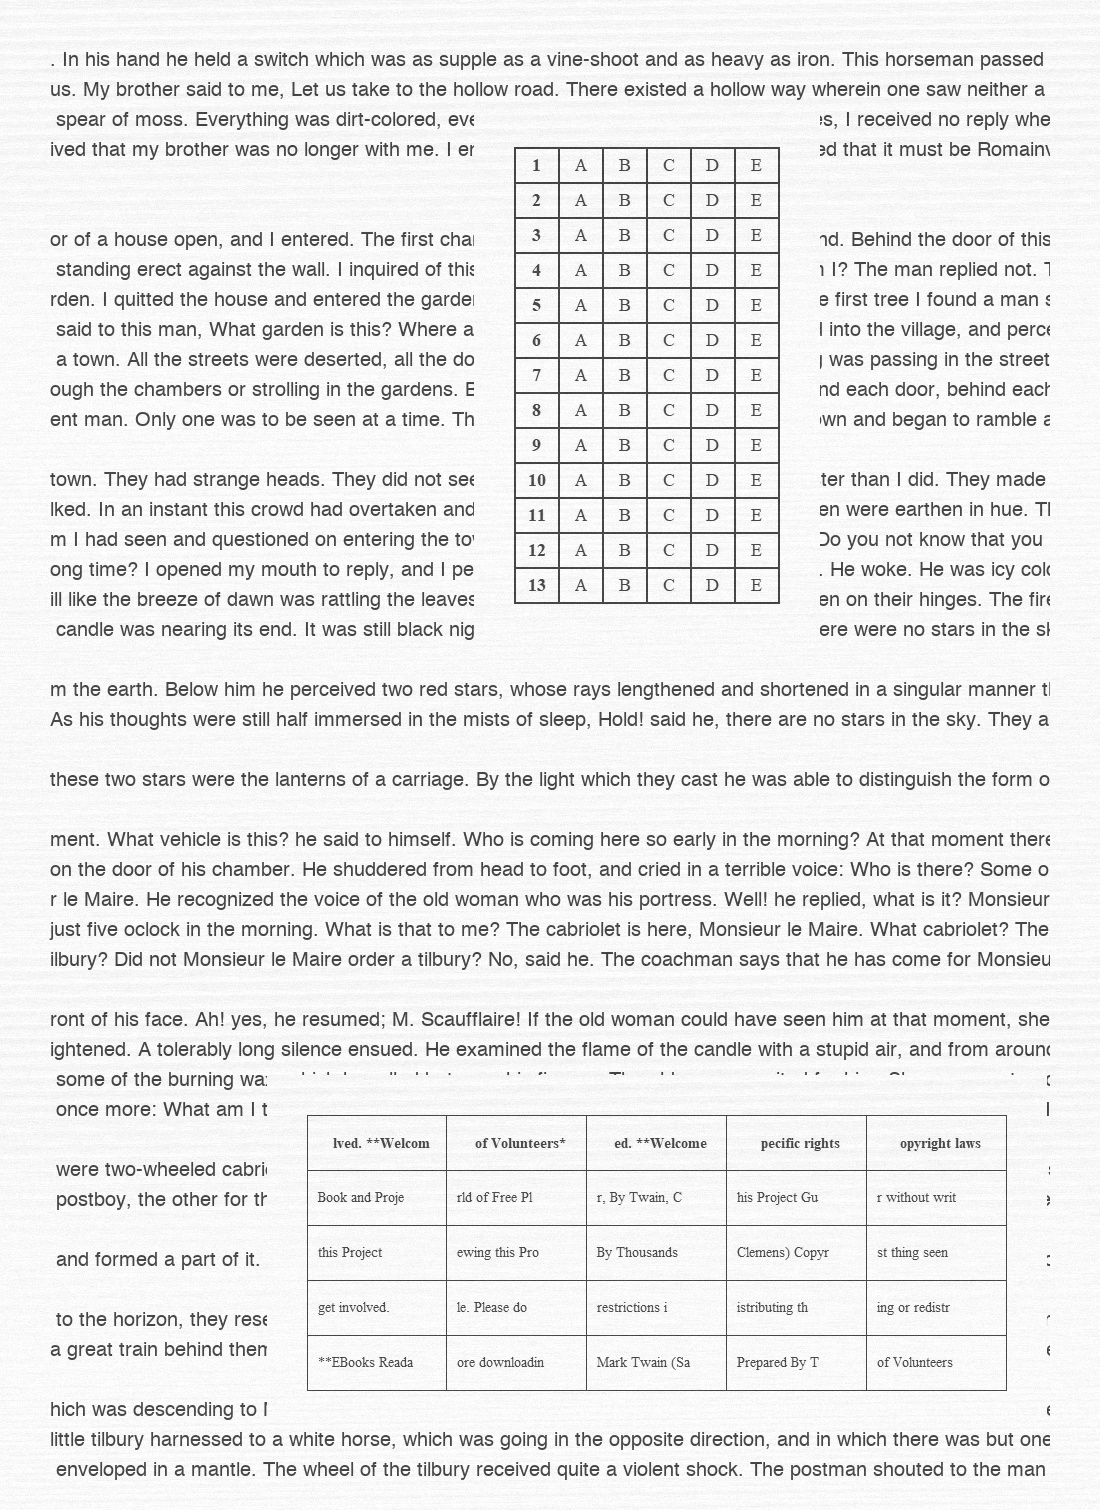 . In his hand he held a switch which was as supple as a vine-shoot and as heavy as iron. This horseman passed
us. My brother said to me, Let us take to the hollow road. There existed a hollow way wherein one saw neither a
spear of moss. Everything was dirt-colored, eve
es, I received no reply whe
ived that my brother was no longer with me. I er
ed that it must be Romainv
or of a house open, and I entered. The first cha
nd. Behind the door of this
standing erect against the wall. I inquired of this
I? The man replied not. T
rden. I quitted the house and entered the garde
e first tree I found a man s
said to this man, What garden is this? Where a
into the village, and perce
a town. All the streets were deserted, all the do
was passing in the street
ough the chambers or strolling in the gardens. B
nd each door, behind each
ent man. Only one was to be seen at a time. Th
own and began to ramble a
town. They had strange heads. They did not see
ter than I did. They made
lked. In an instant this crowd had overtaken and
en were earthen in hue. Th
m I had seen and questioned on entering the to
Do you not know that you
ong time? I opened my mouth to reply, and I pe
. He woke. He was icy cold
ill like the breeze of dawn was rattling the leaves
en on their hinges. The fire
candle was nearing its end. It was still black nig
ere were no stars in the sk
1 A B C D E
2 A B C D E
3 A B C D E
4 A B C D E
5 A B C D E
6 A B C D E
7 A B C D E
8 A B C D E
9 A B C D E
10 A B C D E
11 A B C D E
12 A B C D E
13 A B C D E
m the earth. Below him he perceived two red stars, whose rays lengthened and shortened in a singular manner th
As his thoughts were still half immersed in the mists of sleep, Hold! said he, there are no stars in the sky. They a
these two stars were the lanterns of a carriage. By the light which they cast he was able to distinguish the form o
ment. What vehicle is this? he said to himself. Who is coming here so early in the morning? At that moment there
on the door of his chamber. He shuddered from head to foot, and cried in a terrible voice: Who is there? Some o
r le Maire. He recognized the voice of the old woman who was his portress. Well! he replied, what is it? Monsieur
just five oclock in the morning. What is that to me? The cabriolet is here, Monsieur le Maire. What cabriolet? The
ilbury? Did not Monsieur le Maire order a tilbury? No, said he. The coachman says that he has come for Monsieu
ront of his face. Ah! yes, he resumed; M. Scaufflaire! If the old woman could have seen him at that moment, she
ightened. A tolerably long silence ensued. He examined the flame of the candle with a stupid air, and from around
some of the burning wax
once more: What am I t
were two-wheeled cabri
postboy, the other for th
and formed a part of it.
to the horizon, they rese
a great train behind them
hich was descending to
lved. **Welcom of Volunteers* ed. **Welcome pecific rights opyright laws
Book and Proje rld of Free Pl r, By Twain, C his Project Gu r without writ
this Project ewing this Pro By Thousands Clemens) Copyr st thing seen
get involved. le. Please do restrictions i istributing th ing or redistr
**EBooks Reada ore downloadin Mark Twain (Sa Prepared By T of Volunteers
little tilbury harnessed to a white horse, which was going in the opposite direction, and in which there was but one
enveloped in a mantle. The wheel of the tilbury received quite a violent shock. The postman shouted to the man